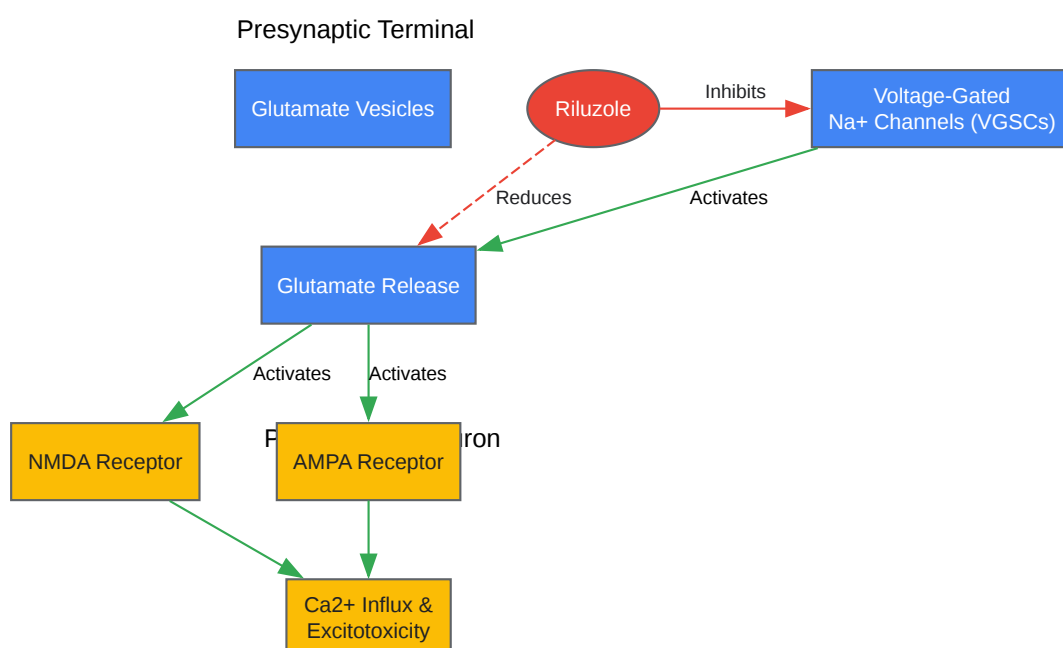 Presynaptic Terminal
Glutamate Vesicles
Riluzole
Inhibits
Voltage-Gated
Na+ Channels (VGSCs)
Reduces
Activates
Glutamate Release
Activates
Activates
NMDA Receptor
AMPA Receptor
Ca2+ Influx &
Excitotoxicity